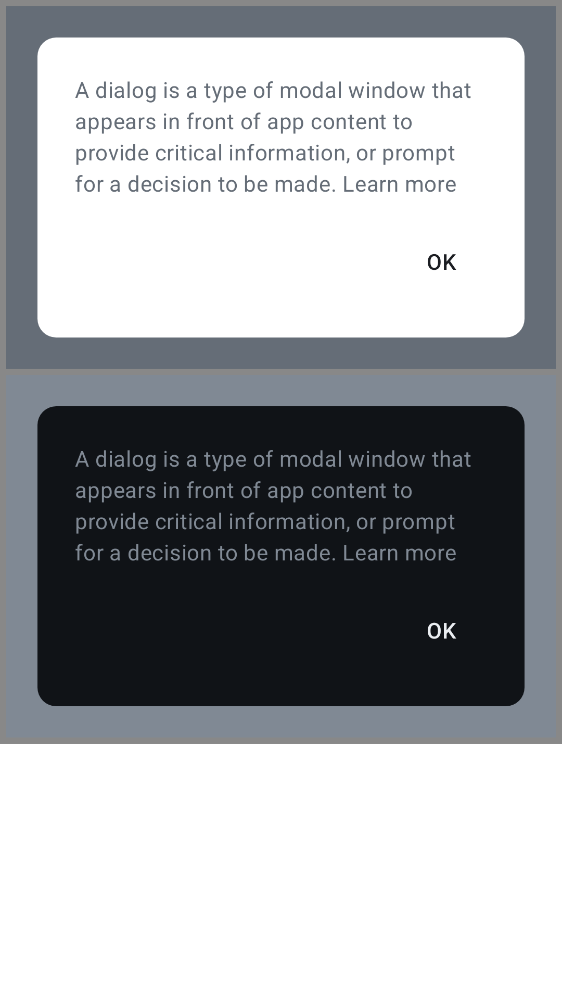 A dialog is a type of modal window that
appears in front of app content to
provide critical information, or prompt
for a decision to be made. Learn more
OK
A dialog is a type of modal window that
appears in front of app content to
provide critical information, or prompt
for a decision to be made. Learn more
OK